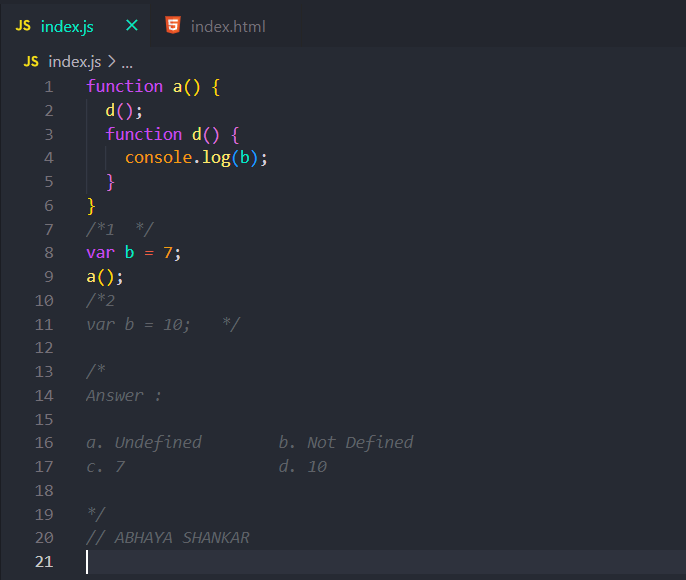 JS index.js × index.html
JS index.js > ...
1 function a() {
2   d();
3   function d() {
4     console.log(b);
5   }
6 }
7 /*1  */
8 var b = 7;
9 a();
10 /*2
11 var b = 10;   */
12
13 /*
14 Answer :
15
16 a. Undefined        b. Not Defined
17 c. 7                d. 10
18
19 */
20 // ABHAYA SHANKAR
21